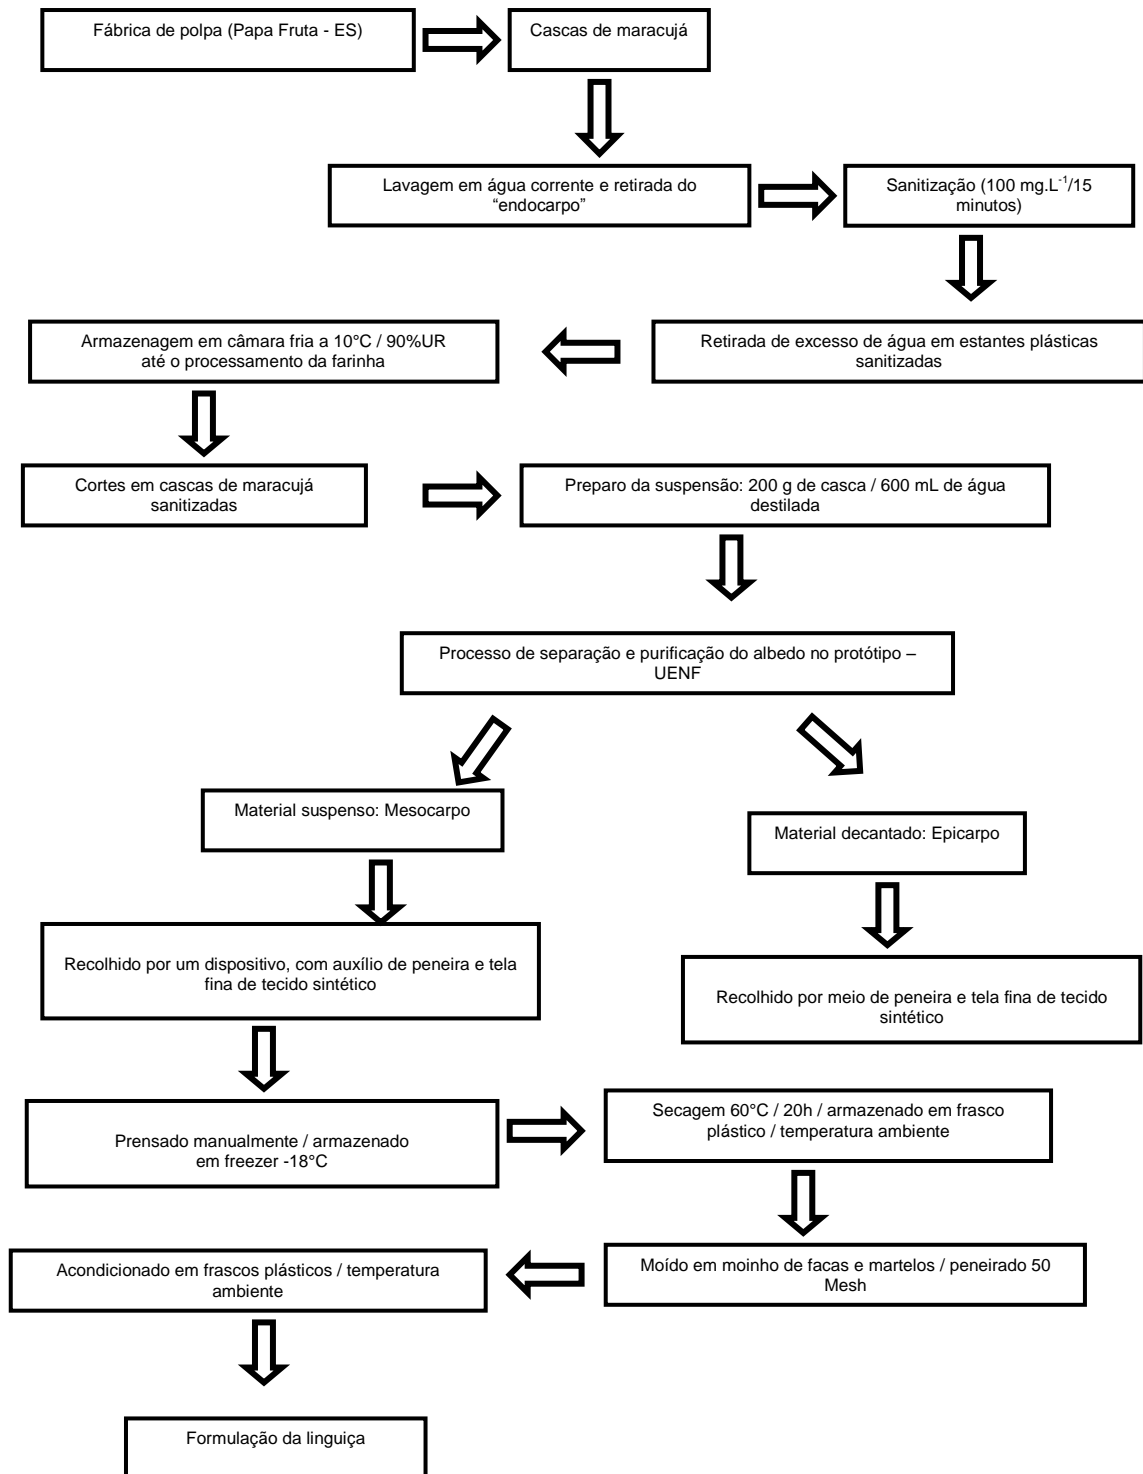 Fábrica de polpa (Papa Fruta - ES)
Cascas de maracujá
Lavagem em água corrente e retirada do
“endocarpo”
Sanitização (100 mg.L⁻¹/15
minutos)
Armazenagem em câmara fria a 10°C / 90%UR
até o processamento da farinha
Retirada de excesso de água em estantes plásticas
sanitizadas
Cortes em cascas de maracujá
sanitizadas
Preparo da suspensão: 200 g de casca / 600 mL de água
destilada
Processo de separação e purificação do albedo no protótipo –
UENF
Material suspenso: Mesocarpo
Material decantado: Epicarpo
Recolhido por um dispositivo, com auxílio de peneira e tela
fina de tecido sintético
Recolhido por meio de peneira e tela fina de tecido
sintético
Prensado manualmente / armazenado
em freezer -18°C
Secagem 60°C / 20h / armazenado em frasco
plástico / temperatura ambiente
Acondicionado em frascos plásticos / temperatura
ambiente
Moído em moinho de facas e martelos / peneirado 50
Mesh
Formulação da linguiça